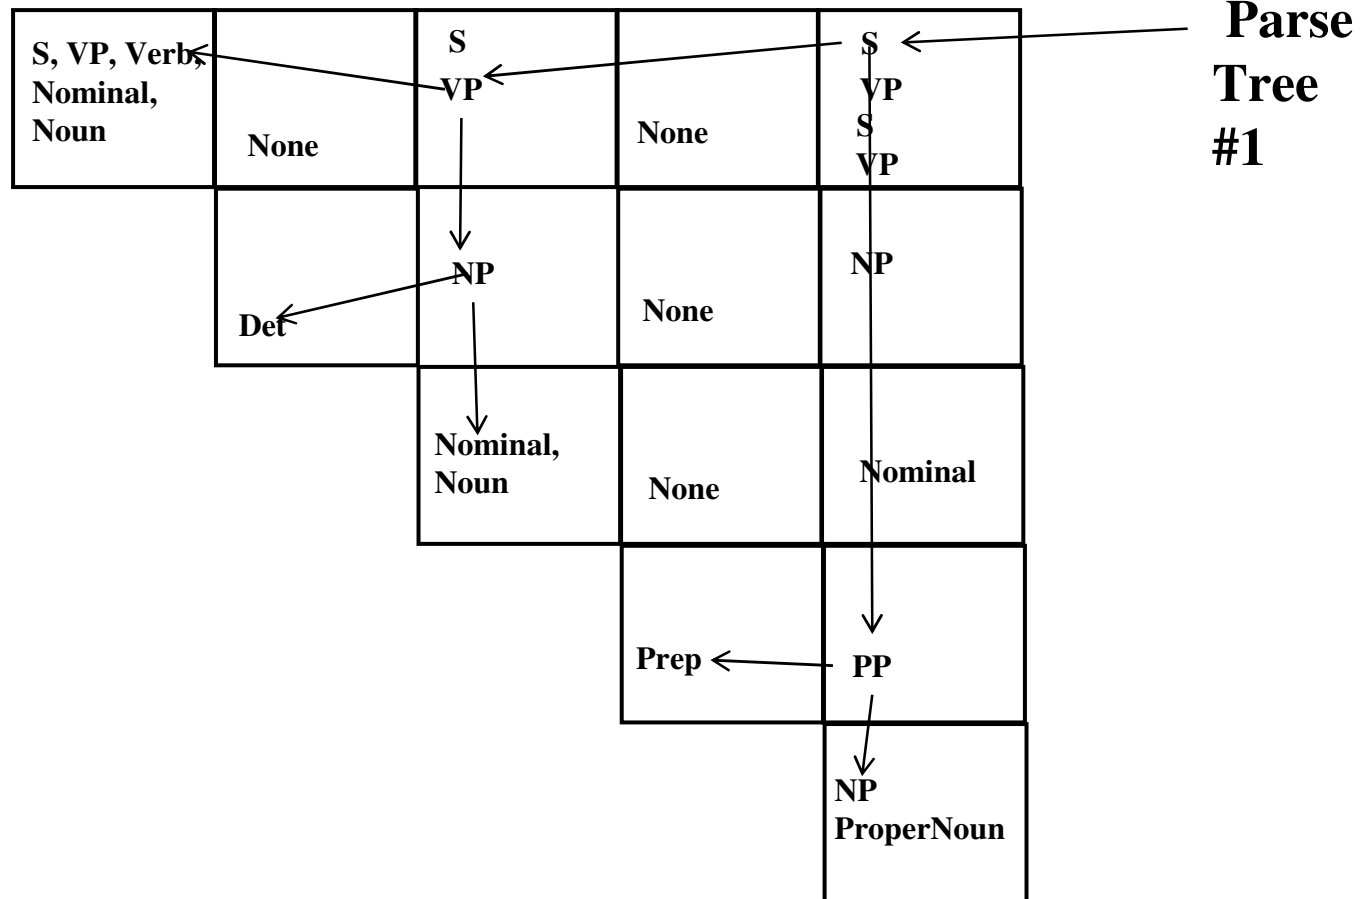 S, VP, Verb,
Nominal,
Noun
None
S
VP
None
S
VP
S
VP
Parse
Tree
#1
Det
NP
None
NP
Nominal,
Noun
None
Nominal
Prep
PP
NP
ProperNoun